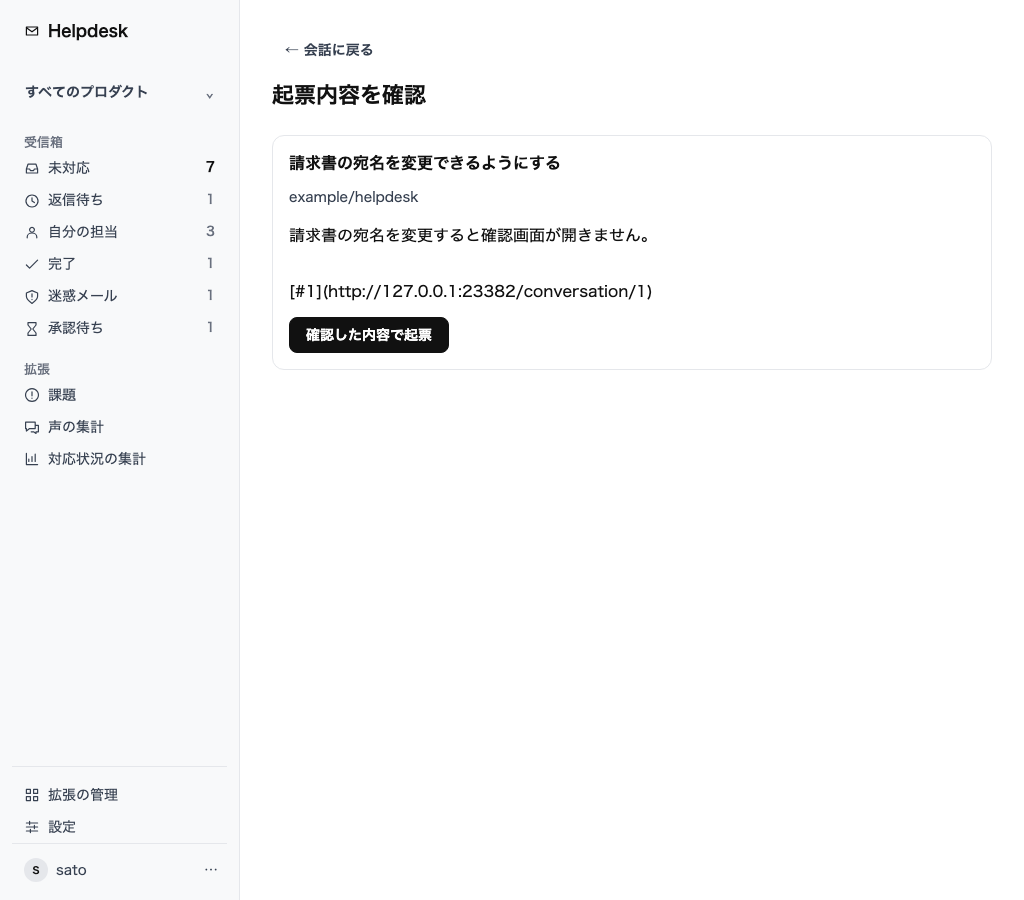 Helpdesk
すべてのプロダクト
受信箱
未対応 7
返信待ち 1
自分の担当 3
完了 1
迷惑メール 1
承認待ち 1
拡張
課題
声の集計
対応状況の集計
拡張の管理
設定
S sato ...
← 会話に戻る
起票内容を確認
請求書の宛名を変更できるようにする
example/helpdesk
請求書の宛名を変更すると確認画面が開きません。
[#1](http://127.0.0.1:23382/conversation/1)
確認した内容で起票